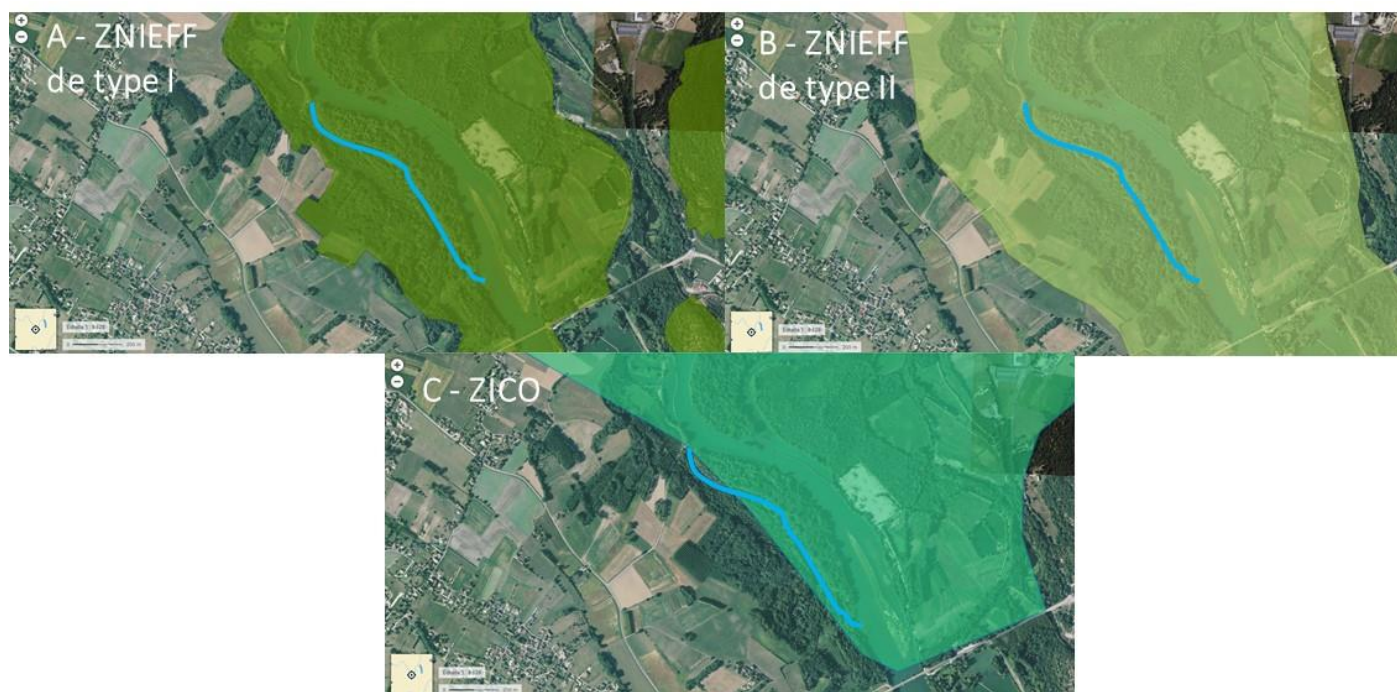 A - ZNIEFF
de type I
B - ZNIEFF
de type II
C - ZICO